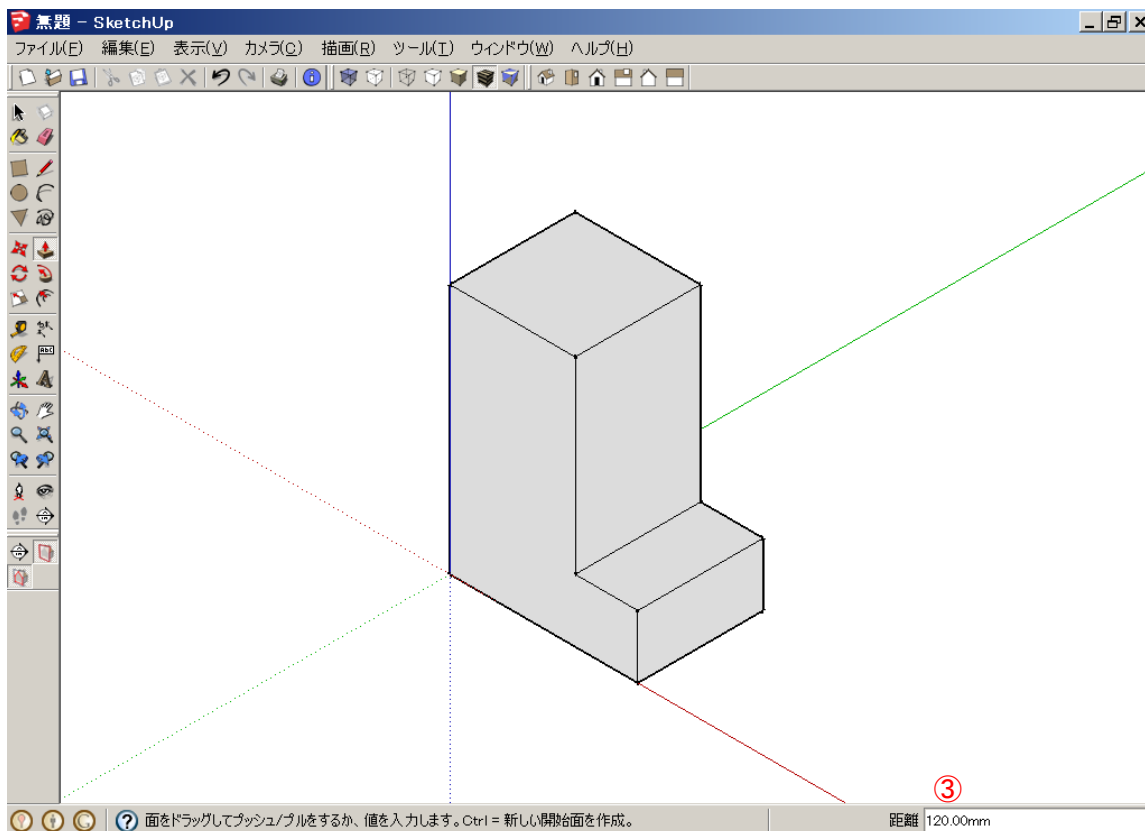 無題 - SketchUp
ファイル(F) 編集(E) 表示(V) カメラ(C) 描画(R) ツール(T) ウィンドウ(W) ヘルプ(H)
③
面をドラッグしてプッシュ/プルをするか、値を入力します。Ctrl = 新しい開始面を作成。
距離 120.00mm